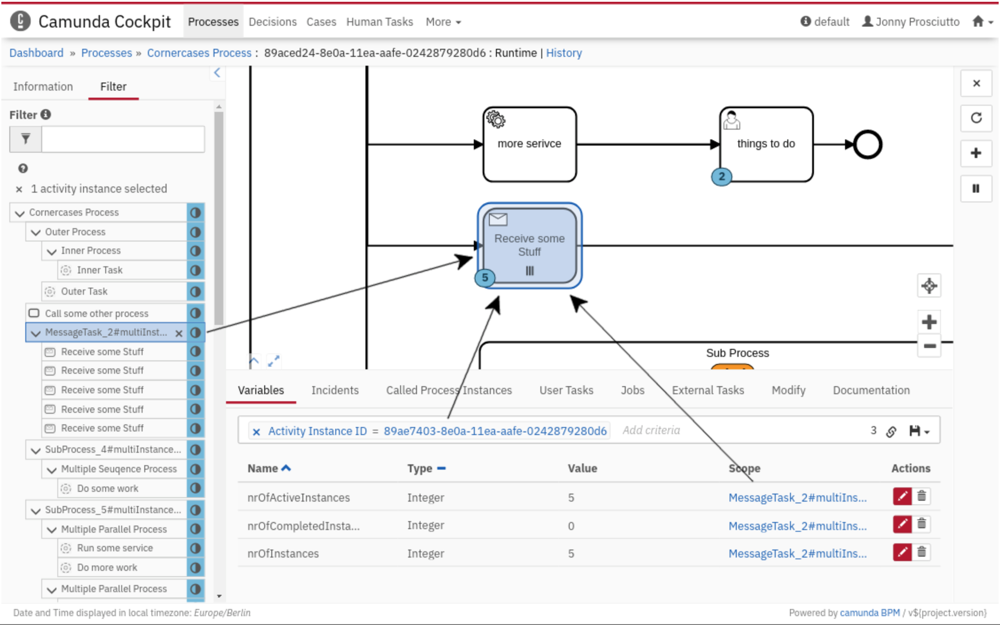 Camunda Cockpit Processes Decisions Cases Human Tasks More default Jonny Prosciutto
Dashboard » Processes » Cornercases Process : 89aced24-8e0a-11ea-aafe-0242879280d6 : Runtime | History
Information Filter
Filter
1 activity instance selected
Cornercases Process
Outer Process
Inner Process
Inner Task
Outer Task
Call some other process
MessageTask_2#multiInst...
Receive some Stuff
Receive some Stuff
Receive some Stuff
Receive some Stuff
Receive some Stuff
SubProcess_4#multiInstance...
Multiple Seuqence Process
Do some work
SubProcess_5#multiInstance...
Multiple Parallel Process
Run some service
Do more work
Multiple Parallel Process
more serivce
things to do
2
Receive some
Stuff
5
Sub Process
Variables Incidents Called Process Instances User Tasks Jobs External Tasks Modify Documentation
Activity Instance ID = 89ae7403-8e0a-11ea-aafe-0242879280d6 Add criteria 3
Name Type Value Scope Actions
nrOfActiveInstances Integer 5 MessageTask_2#multiIns...
nrOfCompletedInsta... Integer 0 MessageTask_2#multiIns...
nrOfInstances Integer 5 MessageTask_2#multiIns...
Date and Time displayed in local timezone: Europe/Berlin
Powered by camunda BPM / v${project.version}